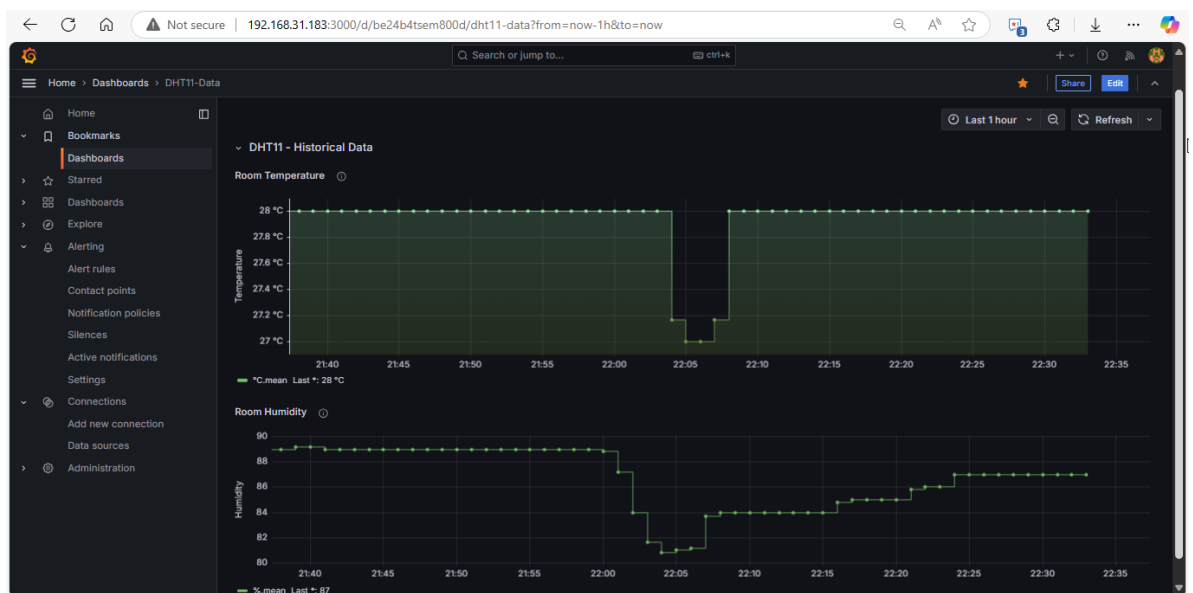 Not secure 192.168.31.183:3000/d/be24b4tsem800d/dht11-data?from=now-1h&to=now
A 3
Search or jump to... ctrl+k
Home > Dashboards > DHT11-Data Share Edit
Home
Bookmarks
Dashboards
Starred
Dashboards
Explore
Alerting
Alert rules
Contact points
Notification policies
Silences
Active notifications
Settings
Connections
Add new connection
Data sources
Administration
Last 1 hour Refresh
DHT11 - Historical Data
Room Temperature
Temperature
28 °C
27.8 °C
27.6 °C
27.4 °C
27.2 °C
27 °C
21:40 21:45 21:50 21:55 22:00 22:05 22:10 22:15 22:20 22:25 22:30 22:35
°C.mean Last *: 28 °C
Room Humidity
Humidity
90
88
86
84
82
80
21:40 21:45 21:50 21:55 22:00 22:05 22:10 22:15 22:20 22:25 22:30 22:35
%.mean Last *: 87